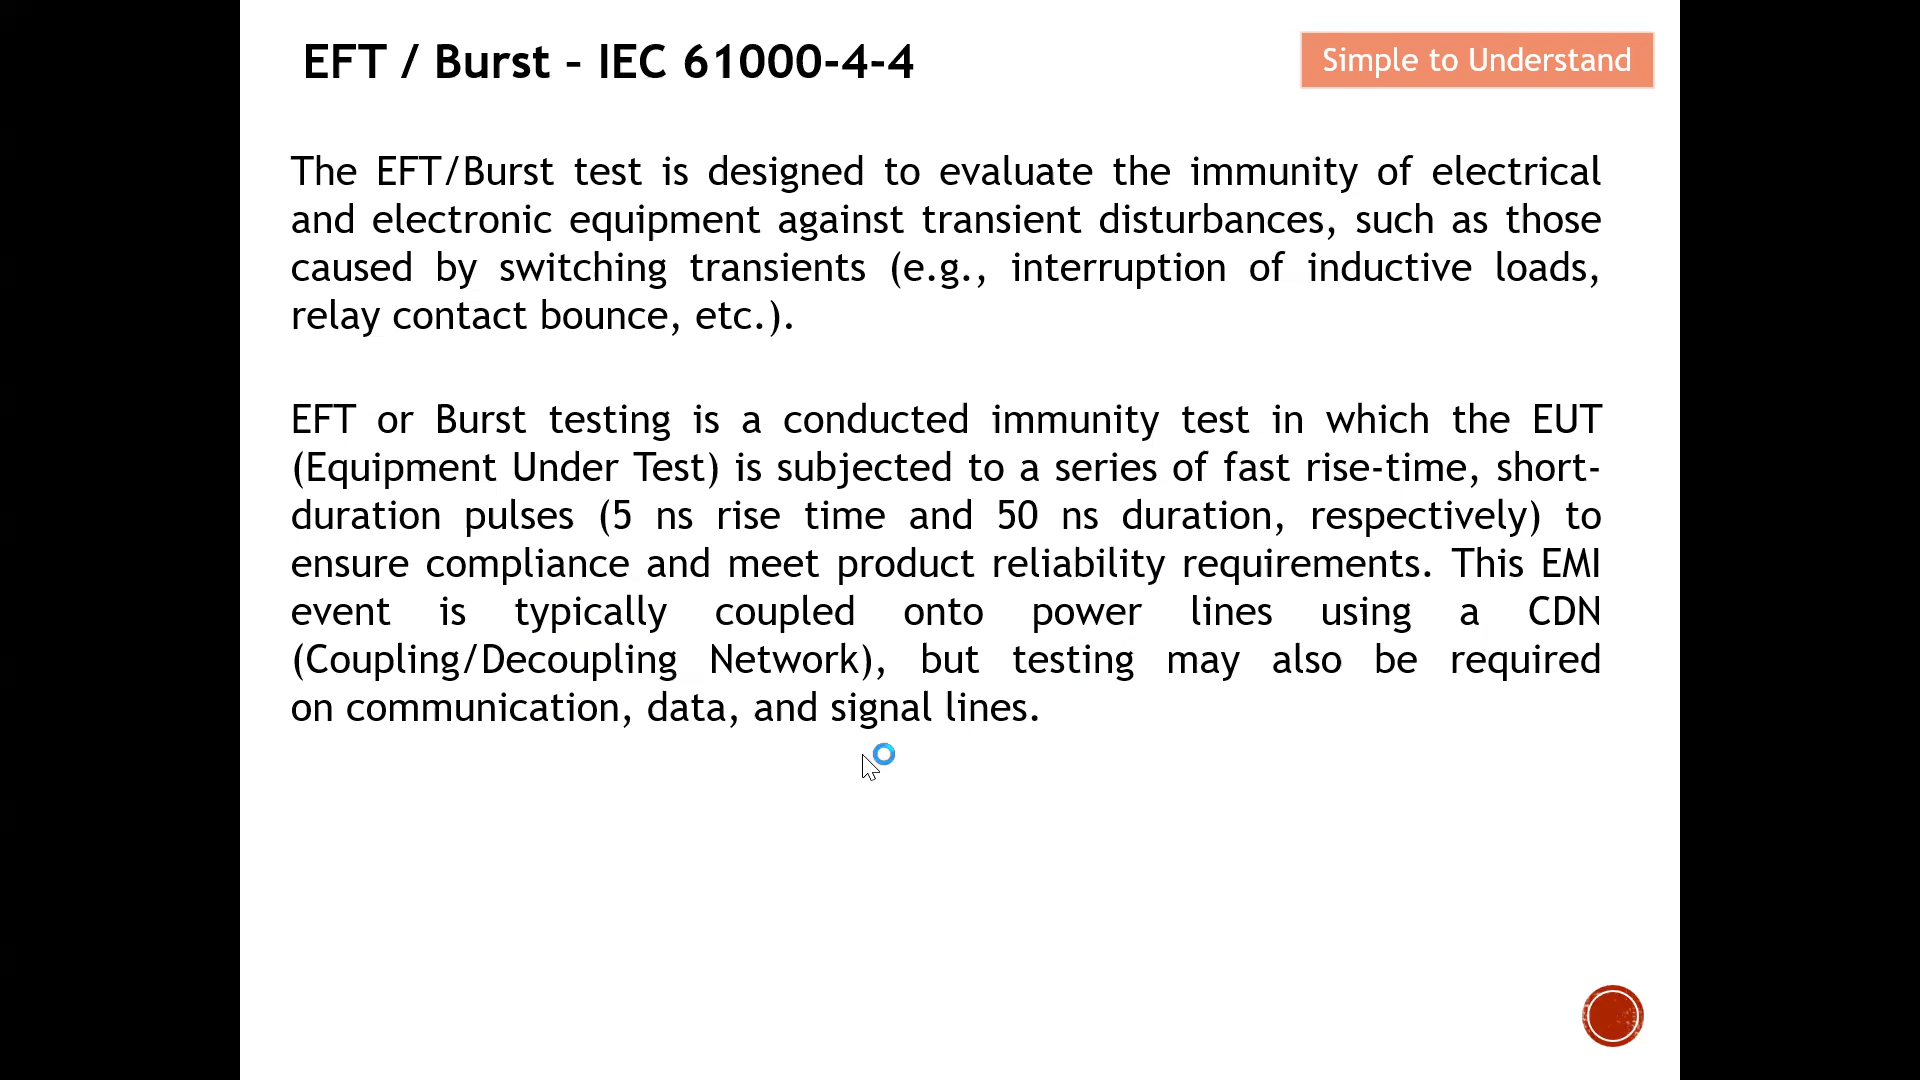 EFT / Burst – IEC 61000-4-4
Simple to Understand
The EFT/Burst test is designed to evaluate the immunity of electrical
and electronic equipment against transient disturbances, such as those
caused by switching transients (e.g., interruption of inductive loads,
relay contact bounce, etc.).
EFT or Burst testing is a conducted immunity test in which the EUT
(Equipment Under Test) is subjected to a series of fast rise-time, short-
duration pulses (5 ns rise time and 50 ns duration, respectively) to
ensure compliance and meet product reliability requirements. This EMI
event is typically coupled onto power lines using a CDN
(Coupling/Decoupling Network), but testing may also be required
on communication, data, and signal lines.